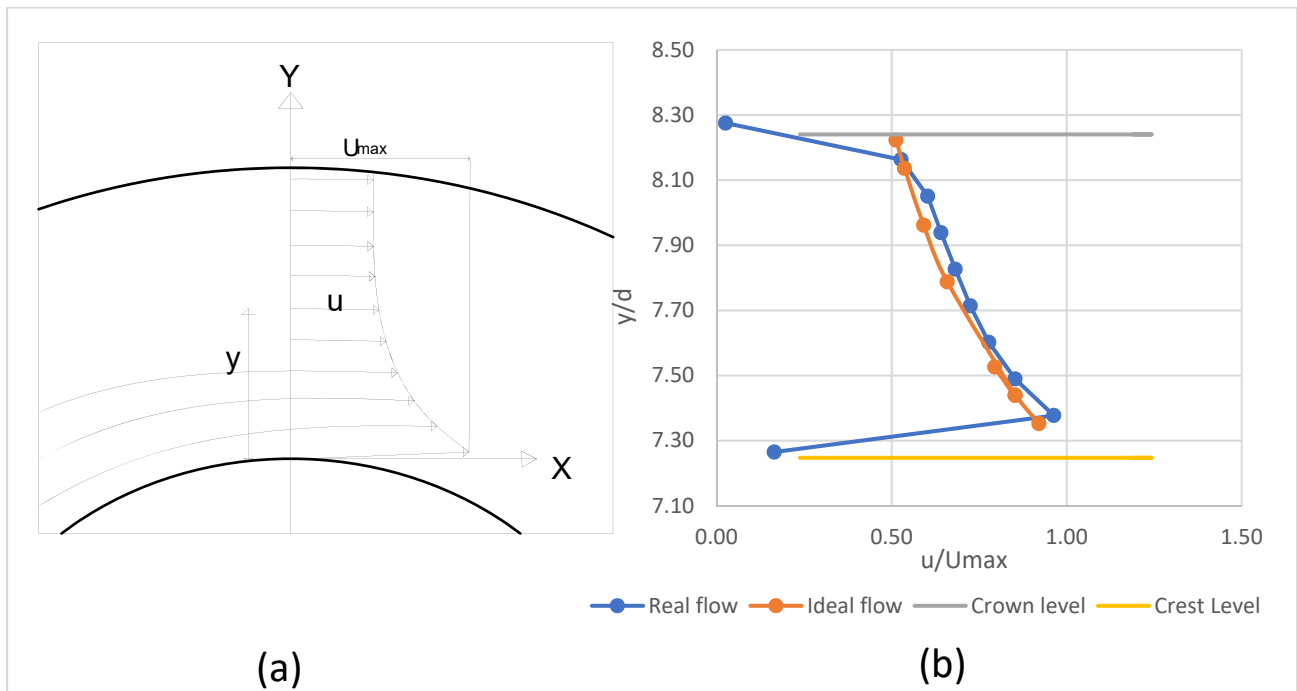 Y
Umax
u
y
X
(a)
8.50
8.30
8.10
7.90
7.70
7.50
7.30
7.10
y/d
0.00
0.50
1.00
1.50
u/Umax
Real flow
Ideal flow
Crown level
Crest Level
(b)